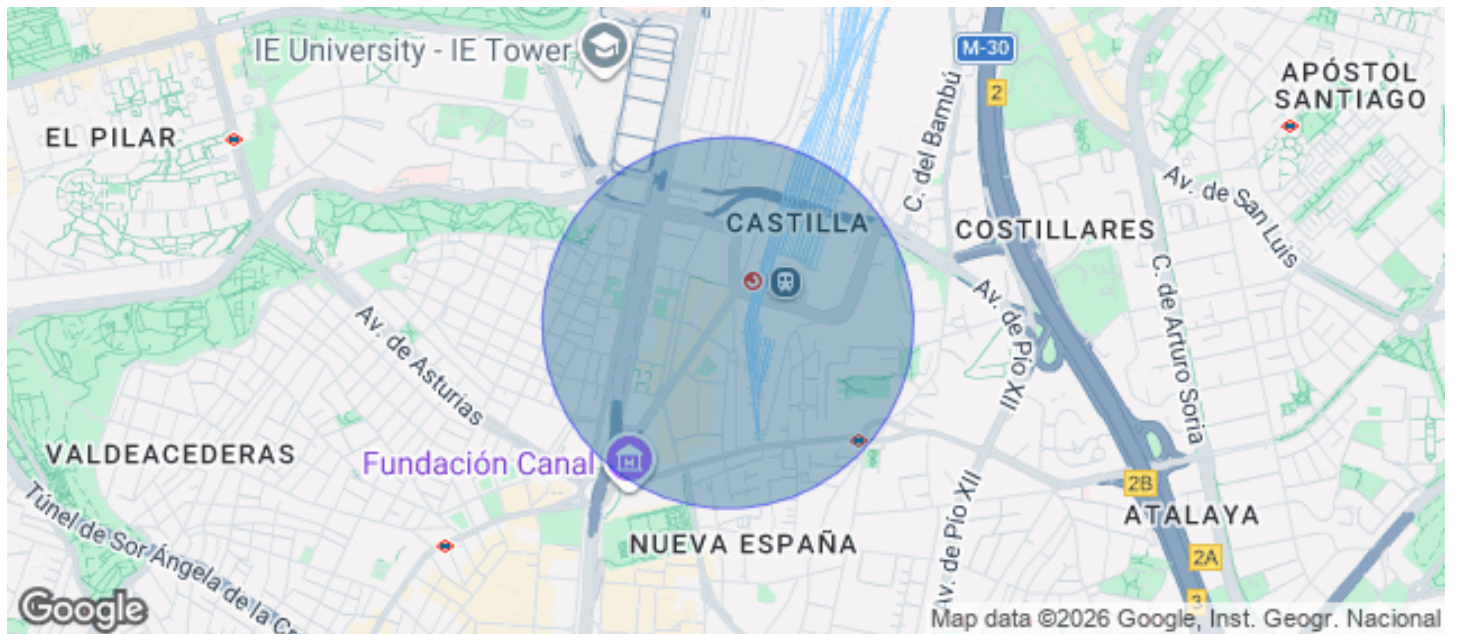 IE University - IE Tower
M-30
2
C. del Bambú
APÓSTOL
SANTIAGO
EL PILAR
Av. de San Luis
CASTILLA
COSTILLARES
Av. de Asturias
Av. de Pío XII
C. de Arturo Soria
VALDEACEDERAS
Fundación Canal
M
Túnel de Sor Ángela de la Cr
2B
ATALAYA
NUEVA ESPAÑA
Av. de Pío XII
2A
3
Google
Map data ©2026 Google, Inst. Geogr. Nacional